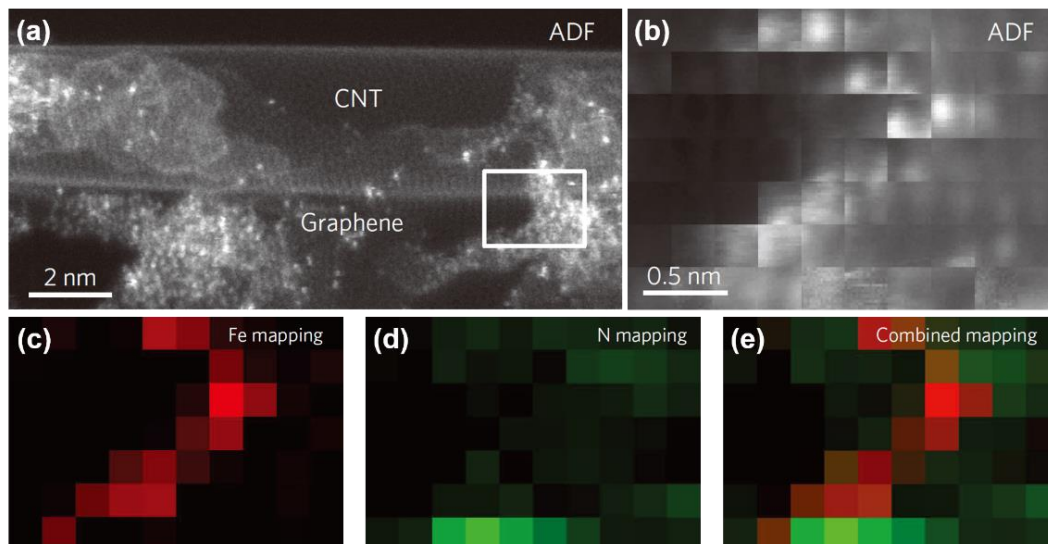 (a)
ADF
CNT
Graphene
2 nm
(b)
ADF
0.5 nm
(c)
Fe mapping
(d)
N mapping
(e)
Combined mapping